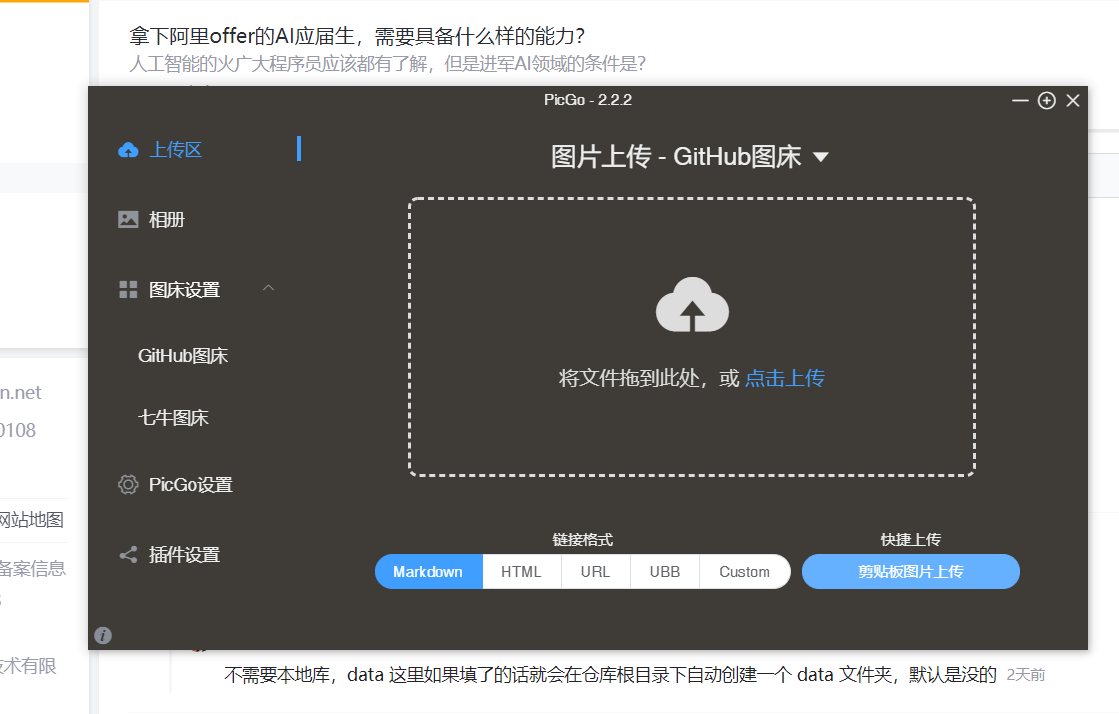 拿下阿里offer的AI应届生，需要具备什么样的能力？
人工智能的火广大程序员应该都有了解，但是进军AI领域的条件是？
PicGo - 2.2.2
上传区
图片上传 - GitHub图床
相册
图床设置
GitHub图床
将文件拖到此处，或 点击上传
n.net
七牛图床
0108
PicGo设置
网站地图
链接格式
快捷上传
插件设置
备案信息
Markdown
HTML
URL
UBB
Custom
剪贴板图片上传
技术有限
不需要本地库，data 这里如果填了的话就会在仓库根目录下自动创建一个 data 文件夹，默认是没的 2天前